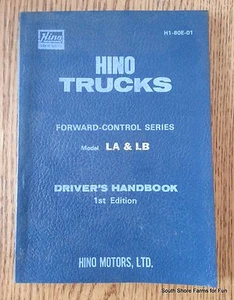 Hino
H1-80E-01
HINO
TRUCKS
FORWARD-CONTROL SERIES
Model LA & LB
DRIVER'S HANDBOOK
1st Edition
HINO MOTORS, LTD.
South Shore Farms for Fun